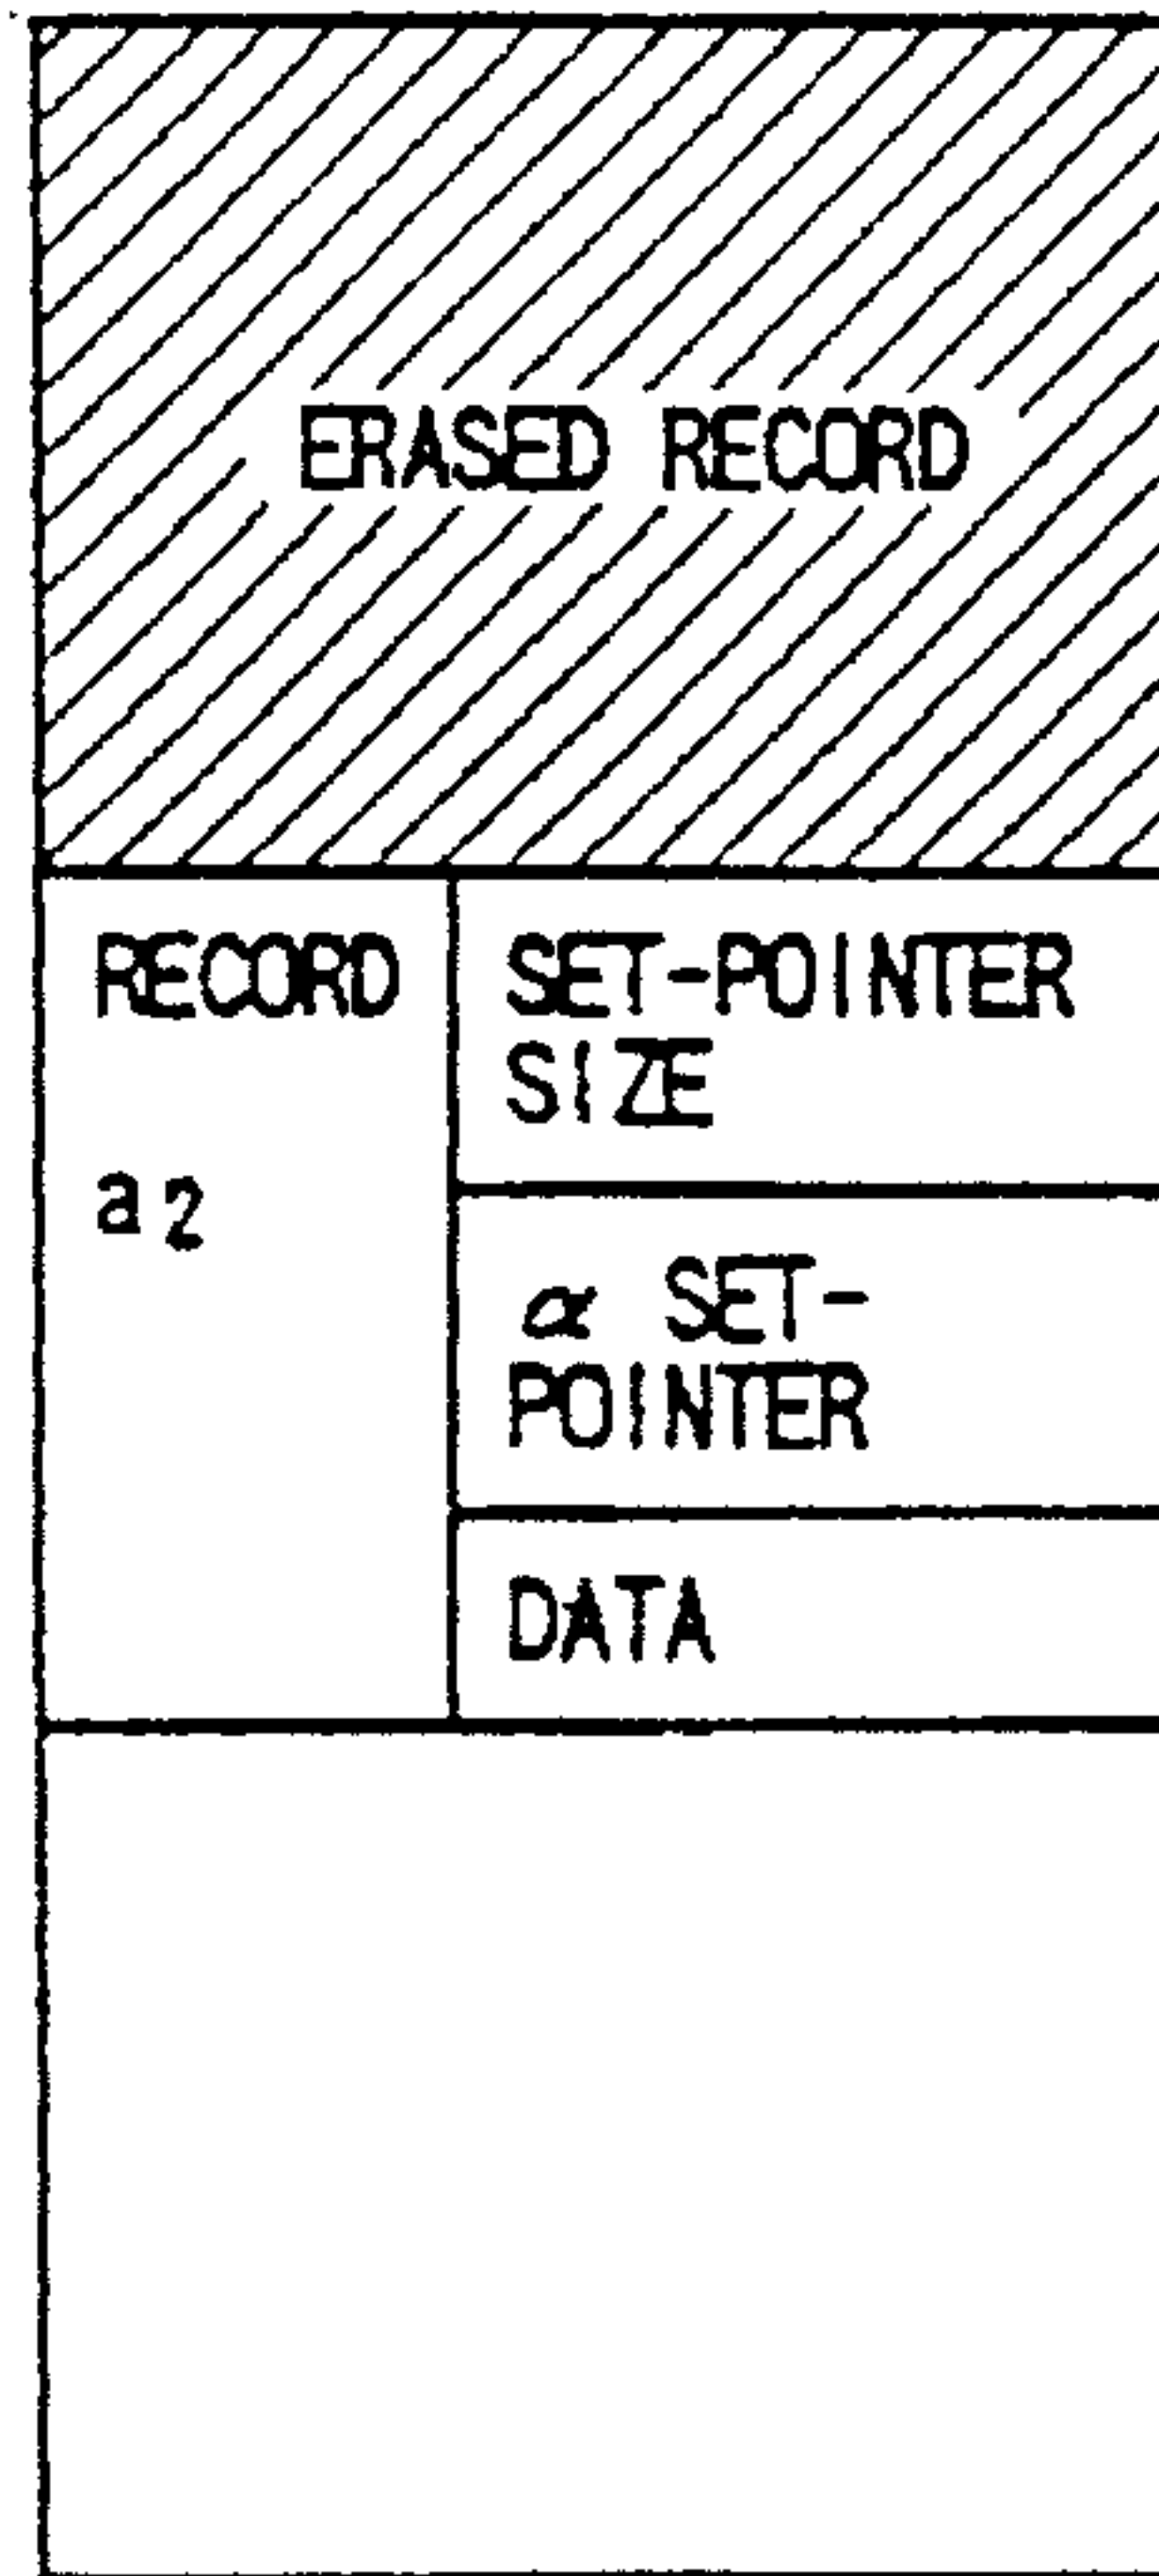 ERASED RECORD
RECORD
a2
SET-POINTER
SIZE
α SET-
POINTER
DATA